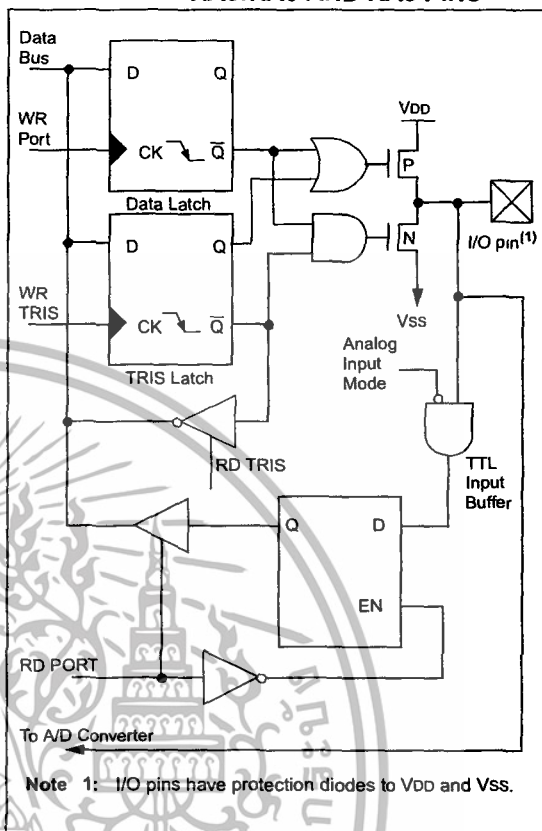 Data
Bus
D Q
VDD
WR
Port
CK Q
P
Data Latch
I/O pin(1)
D Q
N
WR
TRIS
CK Q
VSS
Analog
Input
Mode
TRIS Latch
RD TRIS
TTL
Input
Buffer
Q D
EN
RD PORT
To A/D Converter
Note 1: I/O pins have protection diodes to VDD and VSS.